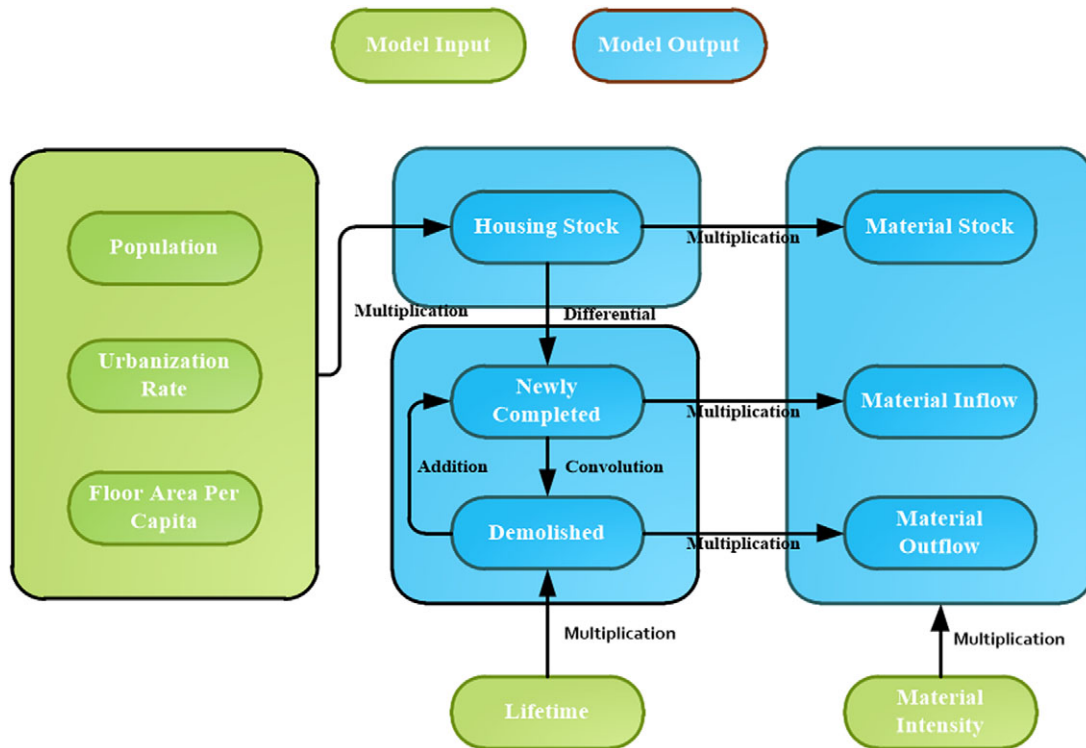 Model Input
Model Output
Population
Urbanization
Rate
Floor Area Per
Capita
Multiplication
Housing Stock
Differential
Newly
Completed
Addition
Convolution
Demolished
Multiplication
Multiplication
Multiplication
Material Stock
Material Inflow
Material
Outflow
Multiplication
Lifetime
Multiplication
Material
Intensity